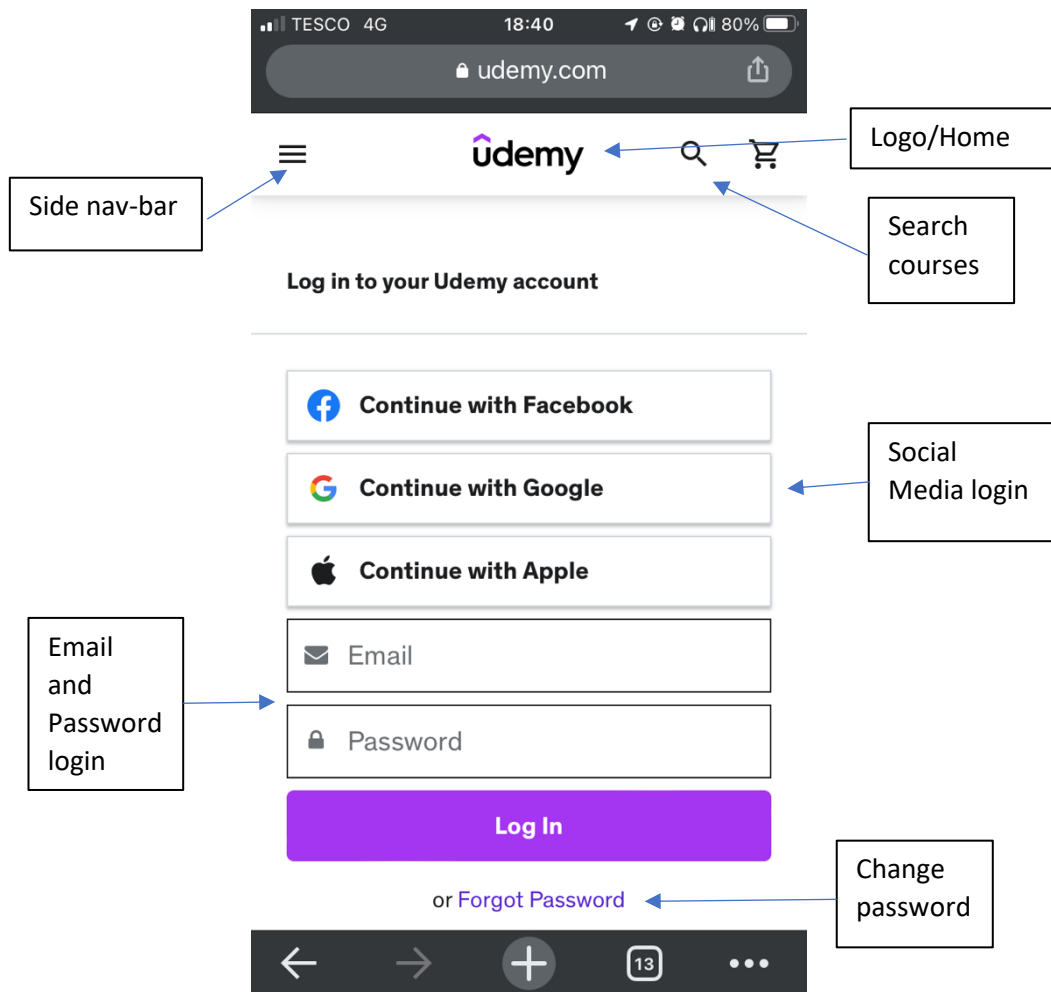 TESCO 4G 18:40 80%
udemy.com
Logo/Home
udemy
Side nav-bar
Search
courses
Log in to your Udemy account
Continue with Facebook
Continue with Google
Social
Media login
Continue with Apple
Email
and
Password
login
Email
Password
Log In
Change
password
or Forgot Password
13